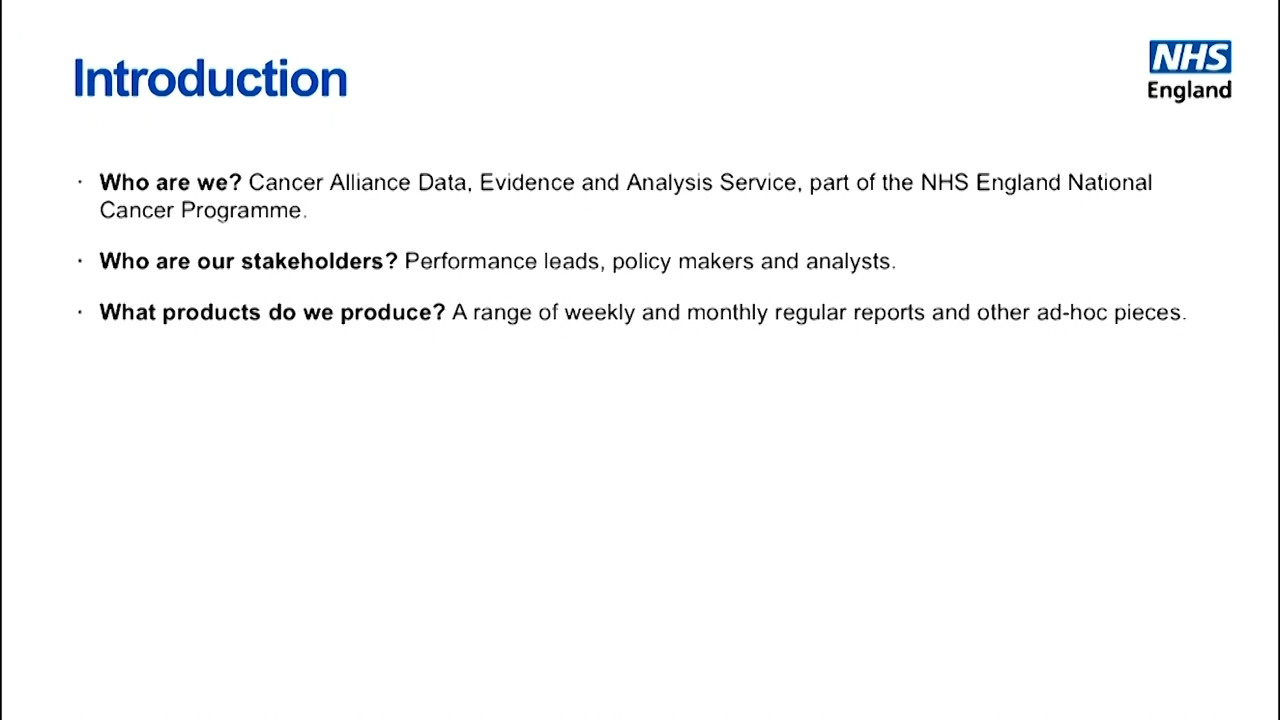 Introduction
NHS
England
· Who are we? Cancer Alliance Data, Evidence and Analysis Service, part of the NHS England National
Cancer Programme.
· Who are our stakeholders? Performance leads, policy makers and analysts.
· What products do we produce? A range of weekly and monthly regular reports and other ad-hoc pieces.